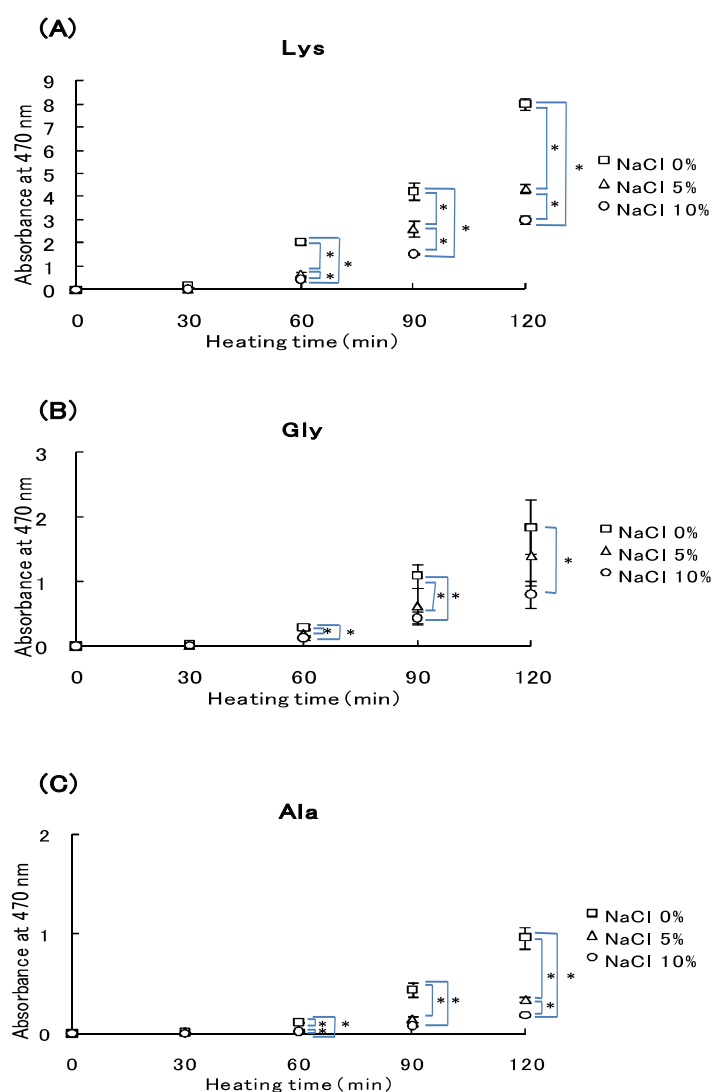 (A)
Lys
Absorbance at 470 nm
9
8
7
6
5
4
3
2
1
0
* * *
* * *
* * *
0 30 60 90 120
Heating time (min)
NaCl 0%
NaCl 5%
NaCl 10%
(B)
Gly
Absorbance at 470 nm
3
2
1
0
* *
* *
*
0 30 60 90 120
Heating time (min)
NaCl 0%
NaCl 5%
NaCl 10%
(C)
Ala
Absorbance at 470 nm
2
1
0
* * *
* *
* * *
0 30 60 90 120
Heating time (min)
NaCl 0%
NaCl 5%
NaCl 10%